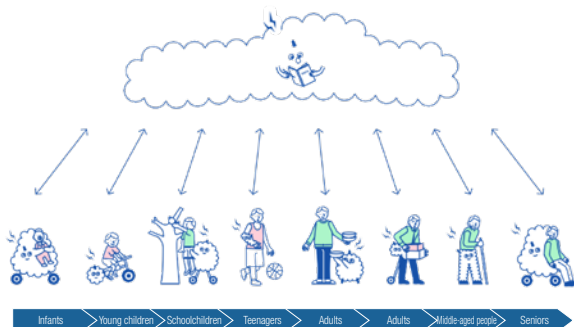 Infants
Young children
Schoolchildren
Teenagers
Adults
Adults
Middle-aged people
Seniors